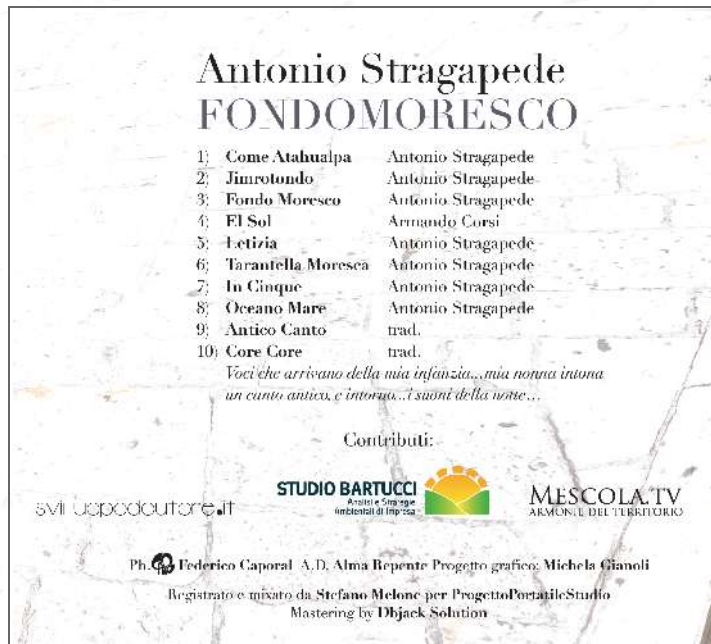 Antonio Stragapede
FONDOMORESCO
1) Come Atahualpa Antonio Stragapede
2) Jimrotondo Antonio Stragapede
3) Fondo Moresco Antonio Stragapede
4) El Sol Armando Corsi
5) Letizia Antonio Stragapede
6) Tarantella Moresca Antonio Stragapede
7) In Cinque Antonio Stragapede
8) Oceano Mare Antonio Stragapede
9) Antico Canto trad.
10) Core Core trad.
Voci che arrivano della mia infanzia...mia nonna intona
un canto antico, e intorno...i suoni della notte...
Contributi:
sviluppodautore.it
STUDIO BARTUCCI
Analisi e Strategie
Ambientali di Impresa
MESCOLA.TV
ARMONIE DEL TERRITORIO
Ph. Federico Caporal A.D. Alma Repente Progetto grafico: Michela Gianoli
Registrato e mixato da Stefano Melone per ProgettoPortatileStudio
Mastering by Dbjack Solution